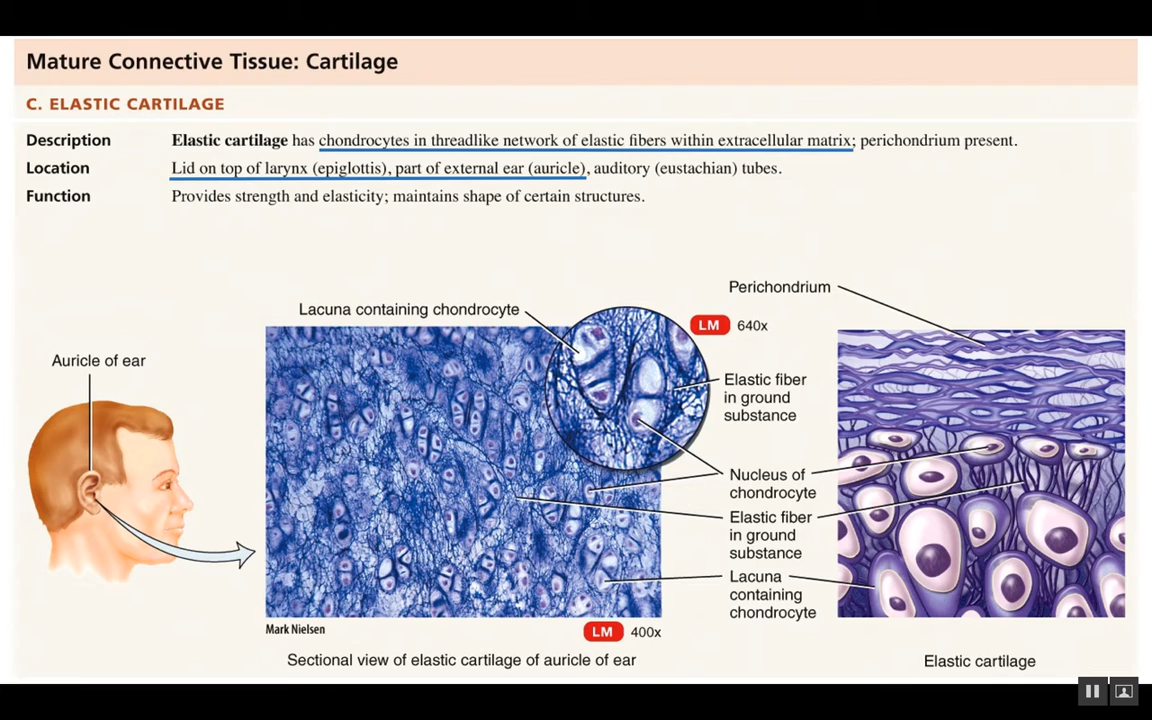 Mature Connective Tissue: Cartilage
C. ELASTIC CARTILAGE
Description Elastic cartilage has chondrocytes in threadlike network of elastic fibers within extracellular matrix; perichondrium present.
Location Lid on top of larynx (epiglottis), part of external ear (auricle), auditory (eustachian) tubes.
Function Provides strength and elasticity; maintains shape of certain structures.
Perichondrium
Lacuna containing chondrocyte
LM 640x
Auricle of ear
Elastic fiber
in ground
substance
Nucleus of
chondrocyte
Elastic fiber
in ground
substance
Lacuna
containing
chondrocyte
Mark Nielsen
LM 400x
Sectional view of elastic cartilage of auricle of ear
Elastic cartilage